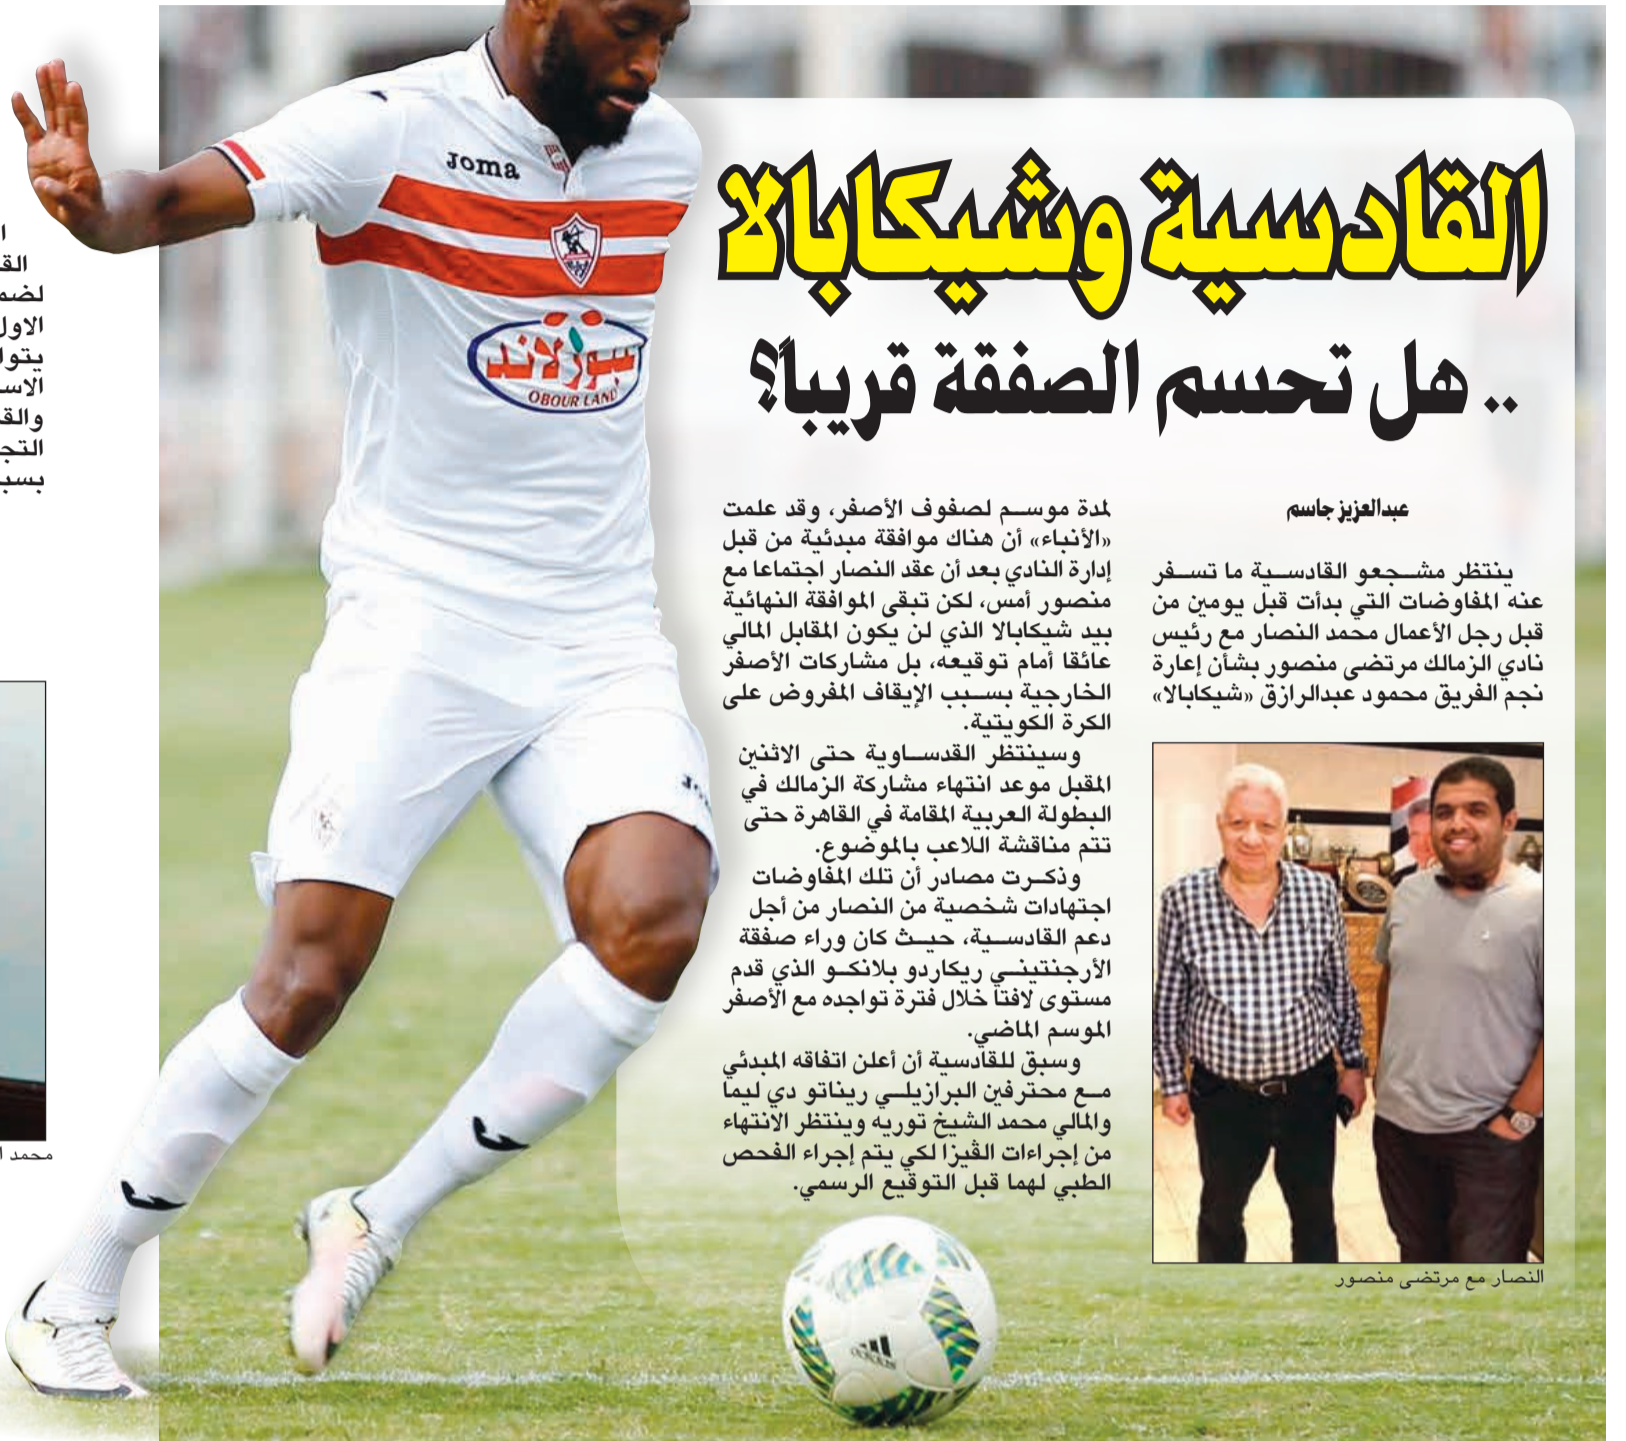 القادسية وشيكابالا
.. هل تحسم الصفقة قريباً؟
عبدالعزيز جاسم
ينتظر مشجعو القادسية ما تسفر
عنه المفاوضات التي بدأت قبل يومين من
قبل رجل الأعمال محمد النصار مع رئيس
نادي الزمالك مرتضى منصور بشأن إعارة
نجم الفريق محمود عبدالرازق «شيكابالا»
لمدة موسم لصفوف الأصفر، وقد علمت
«الأنباء» أن هناك موافقة مبدئية من قبل
إدارة النادي بعد أن عقد النصار اجتماعا مع
منصور أمس، لكن تبقى الموافقة النهائية
بيد شيكابالا الذي لن يكون المقابل المالي
عائقا أمام توقيعه، بل مشاركات الأصفر
الخارجية بسبب الإيقاف المفروض على
الكرة الكويتية.
وسينتظر القدساوية حتى الاثنين
المقبل موعد انتهاء مشاركة الزمالك في
البطولة العربية المقامة في القاهرة حتى
تتم مناقشة اللاعب بالموضوع.
وذكرت مصادر أن تلك المفاوضات
اجتهادات شخصية من النصار من أجل
دعم القادسية، حيث كان وراء صفقة
الأرجنتيني ريكاردو بلانكو الذي قدم
مستوى لافتا خلال فترة تواجده مع الأصفر
الموسم الماضي.
وسبق للقادسية أن أعلن اتفاقه المبدئي
مع محترفين البرازيلي ريناتو دي ليما
والمالي محمد الشيخ توريه وينتظر الانتهاء
من إجراءات الڤيزا لكي يتم إجراء الفحص
الطبي لهما قبل التوقيع الرسمي.
النصار مع مرتضى منصور
Joma
عبورلاند
OBOUR LAND
adidas
محمد ا